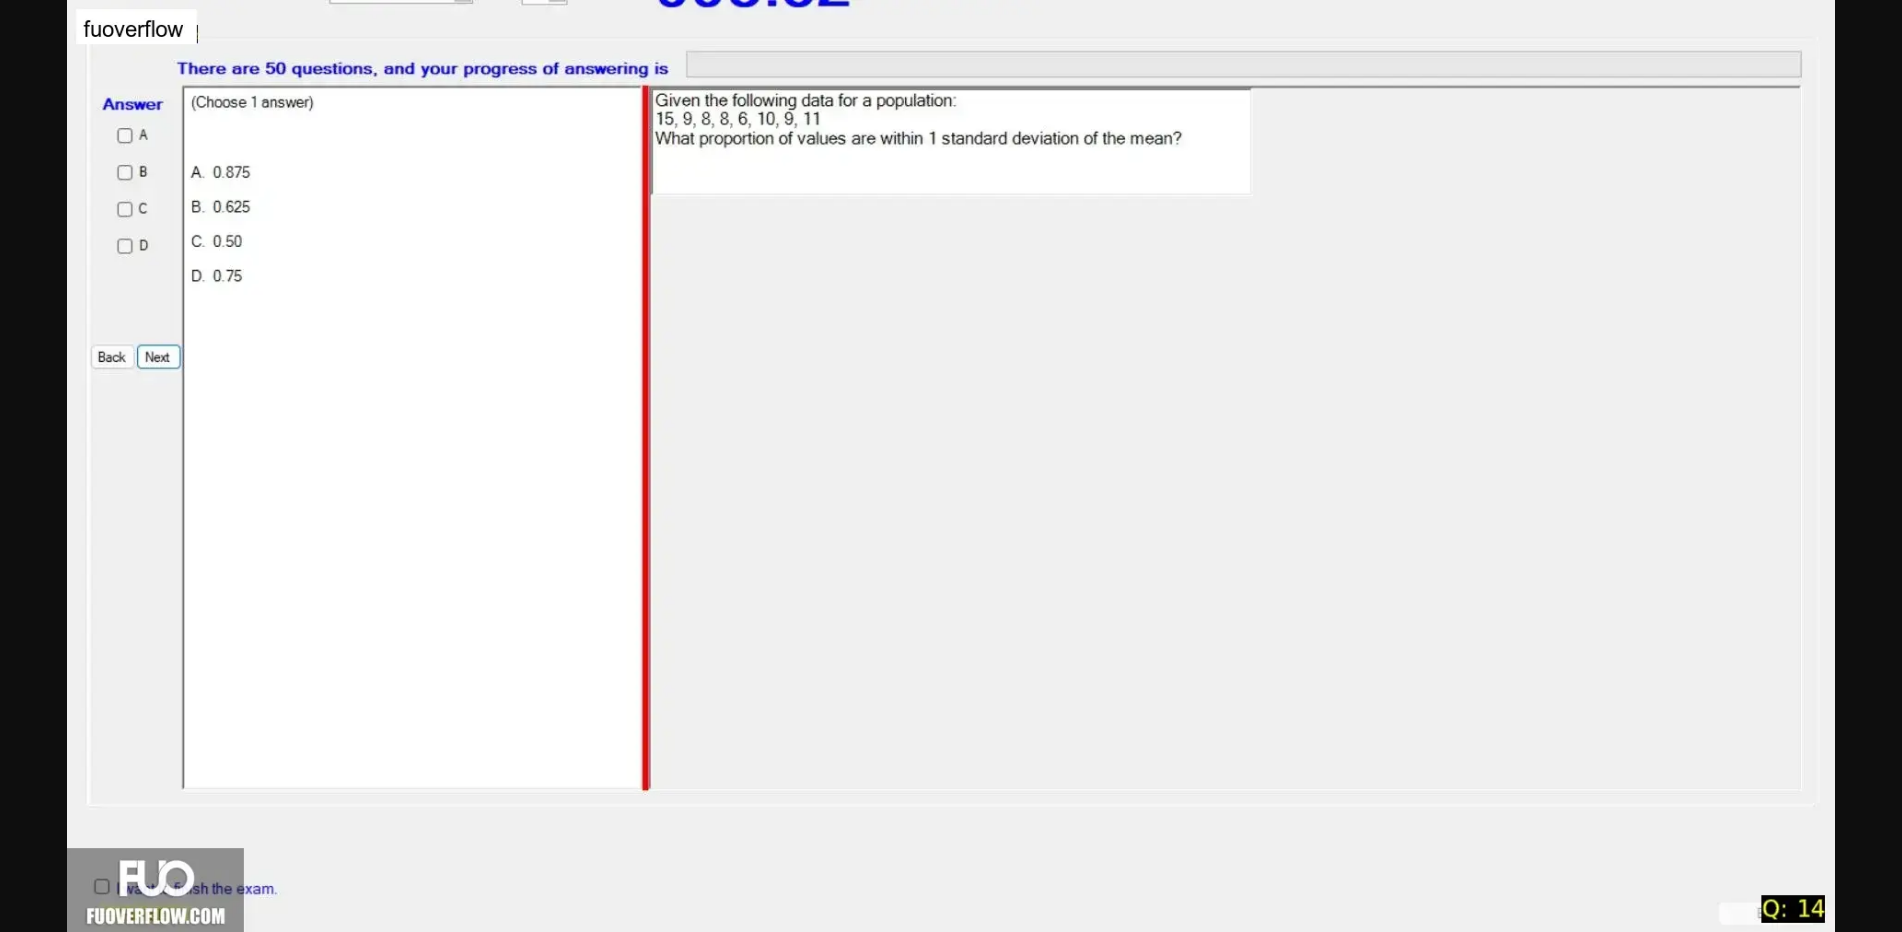 fuoverflow
There are 50 questions, and your progress of answering is
Answer
A
B
C
D
Back
Next
(Choose 1 answer)
A. 0.875
B. 0.625
C. 0.50
D. 0.75
Given the following data for a population:
15, 9, 8, 8, 6, 10, 9, 11
What proportion of values are within 1 standard deviation of the mean?
FUO
the exam.
FUOVERFLOW.COM
Q: 14